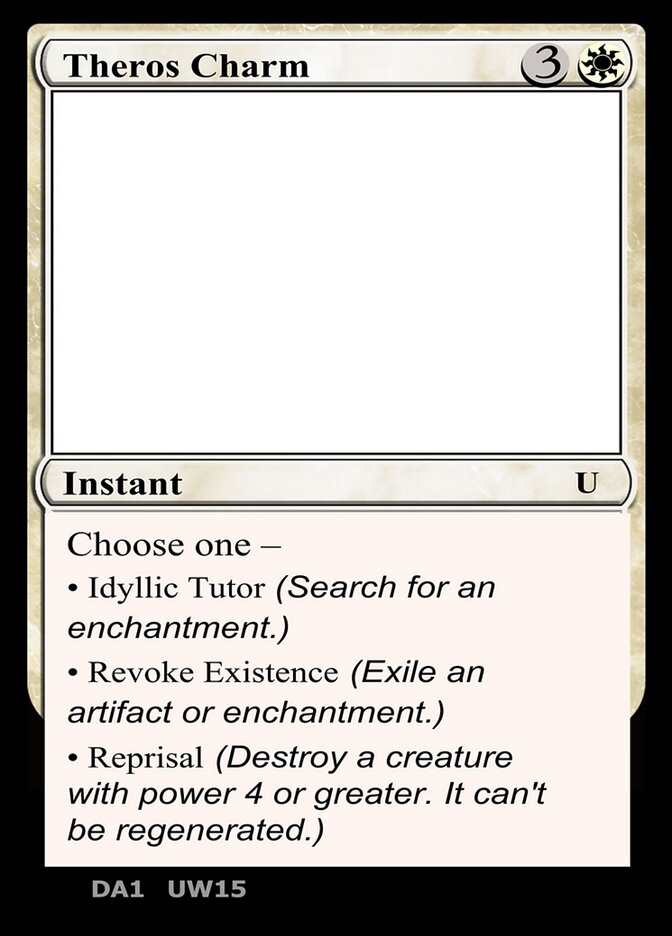 Theros Charm 3
Instant U
Choose one –
• Idyllic Tutor (Search for an
enchantment.)
• Revoke Existence (Exile an
artifact or enchantment.)
• Reprisal (Destroy a creature
with power 4 or greater. It can't
be regenerated.)
DA1 UW15